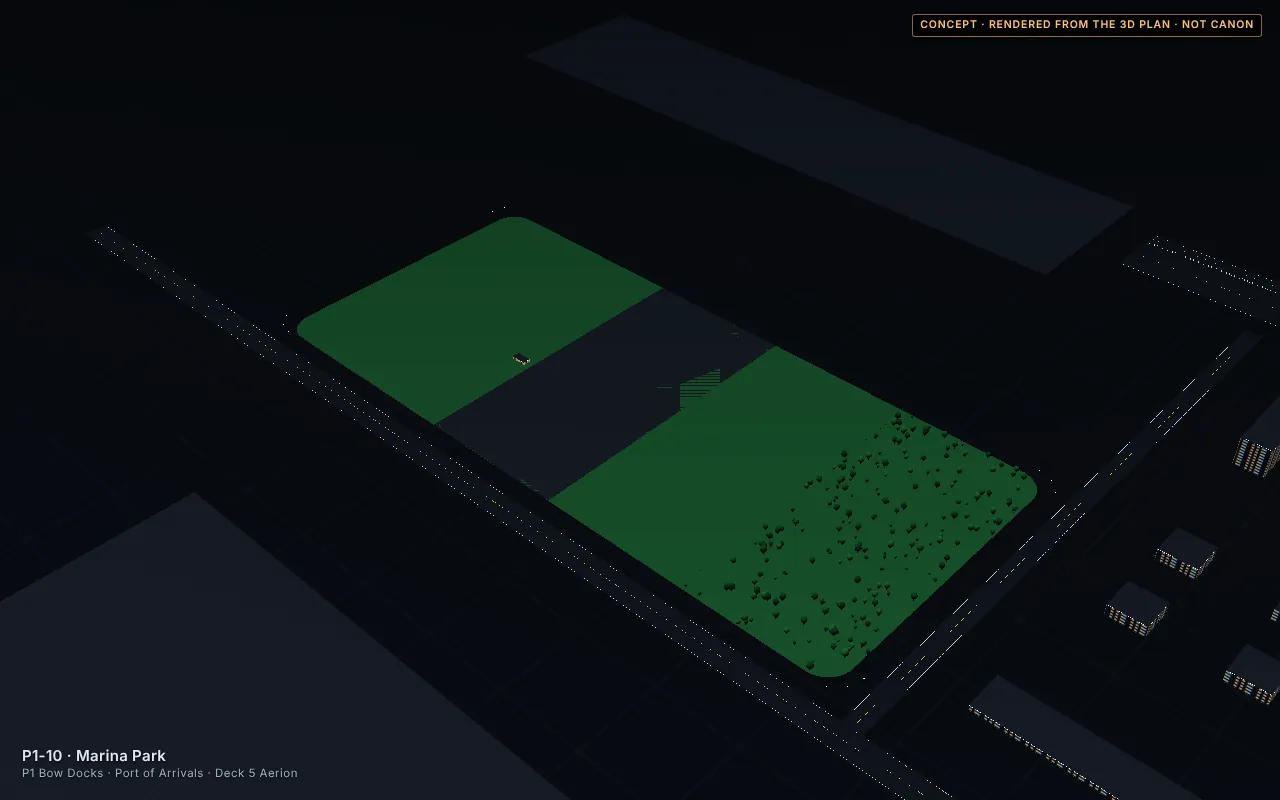 CONCEPT · RENDERED FROM THE 3D PLAN · NOT CANON
P1-10 · Marina Park
P1 Bow Docks · Port of Arrivals · Deck 5 Aerion